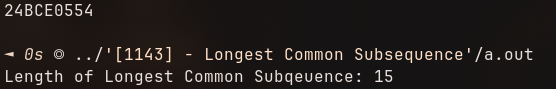 24BCE0554
◄ 0s ◎ ../'[1143] - Longest Common Subsequence'/a.out
Length of Longest Common Subqeuence: 15